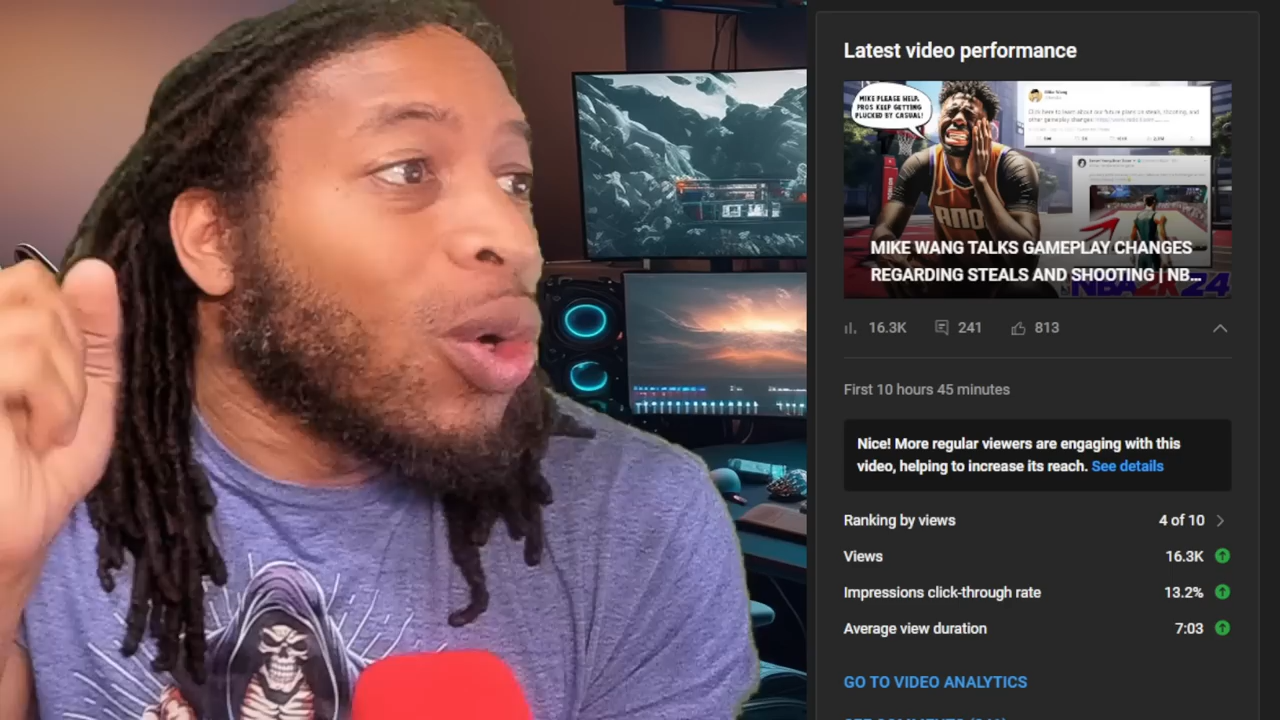 Latest video performance
MIKE PLEASE HELP,
PROS KEEP GETTING
PLUCKED BY CASUAL!
Mike Wang
MIKE WANG TALKS GAMEPLAY CHANGES
REGARDING STEALS AND SHOOTING | NB...
NBA2K24
16.3K 241 813
First 10 hours 45 minutes
Nice! More regular viewers are engaging with this
video, helping to increase its reach. See details
Ranking by views 4 of 10
Views 16.3K
Impressions click-through rate 13.2%
Average view duration 7:03
GO TO VIDEO ANALYTICS